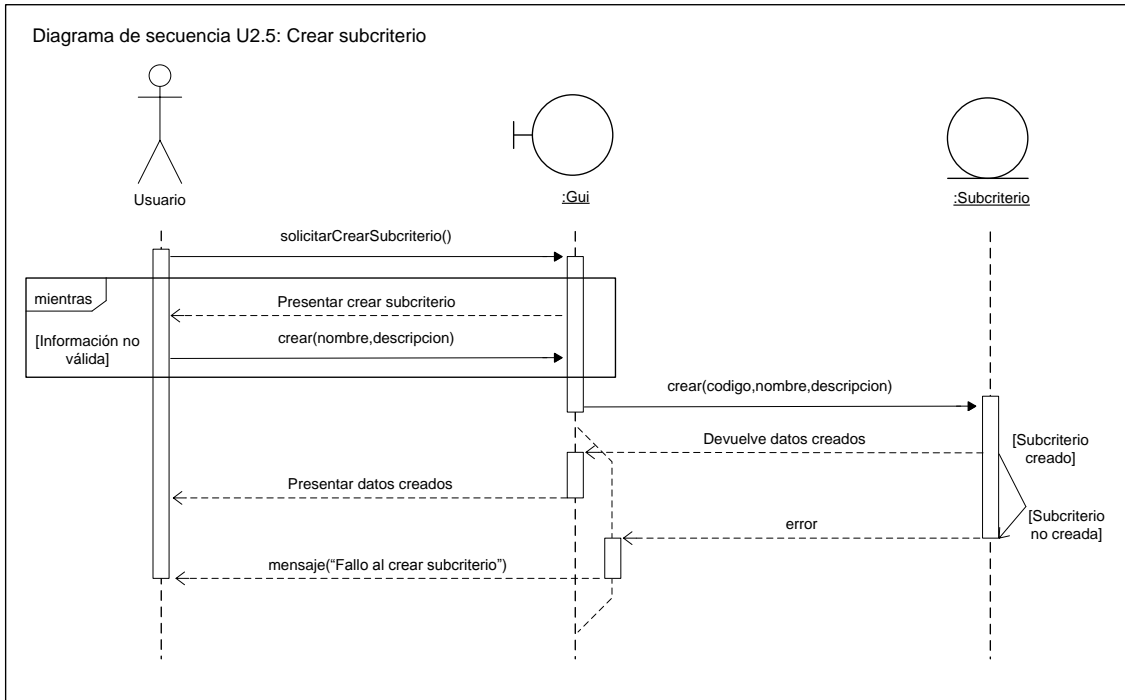 Diagrama de secuencia U2.5: Crear subcriterio
Usuario
:Gui
:Subcriterio
solicitarCrearSubcriterio()
mientras
Presentar crear subcriterio
[Información no
válida]
crear(nombre,descripcion)
crear(codigo,nombre,descripcion)
Devuelve datos creados
[Subcriterio
creado]
Presentar datos creados
[Subcriterio
no creada]
error
mensaje(“Fallo al crear subcriterio”)